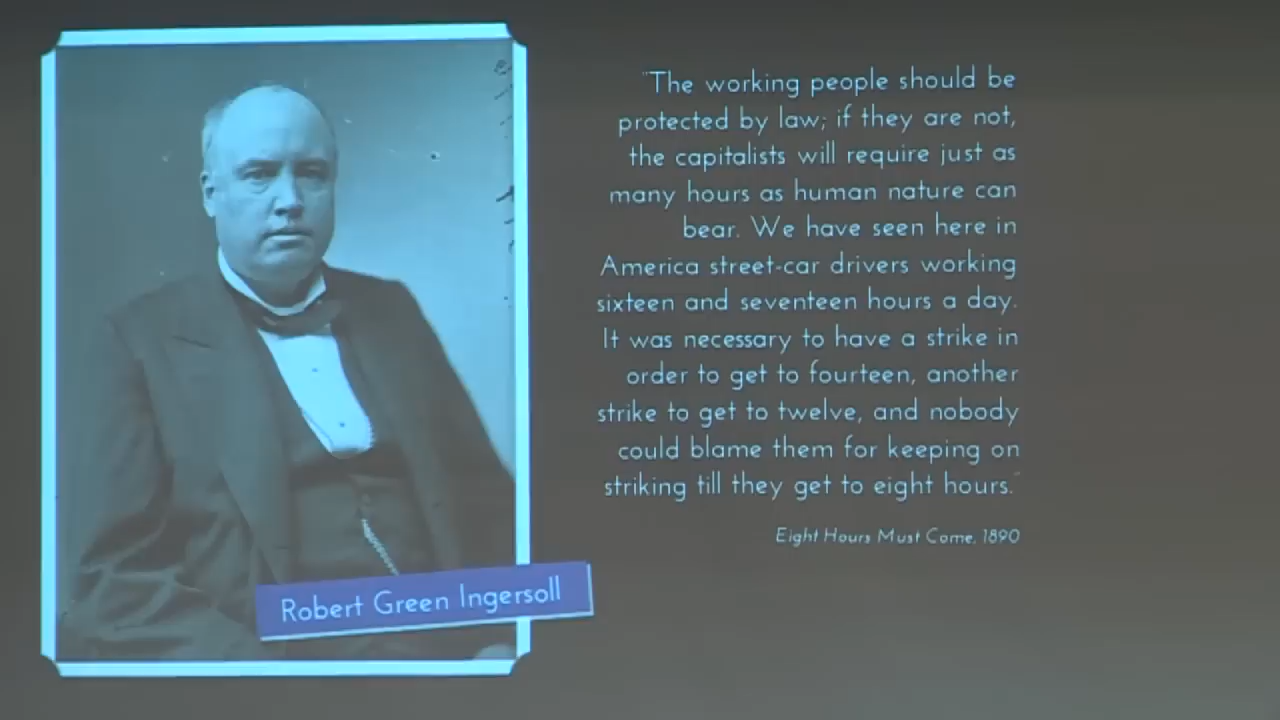 "The working people should be
protected by law; if they are not,
the capitalists will require just as
many hours as human nature can
bear. We have seen here in
America street-car drivers working
sixteen and seventeen hours a day.
It was necessary to have a strike in
order to get to fourteen, another
strike to get to twelve, and nobody
could blame them for keeping on
striking till they get to eight hours."
Eight Hours Must Come, 1890
Robert Green Ingersoll